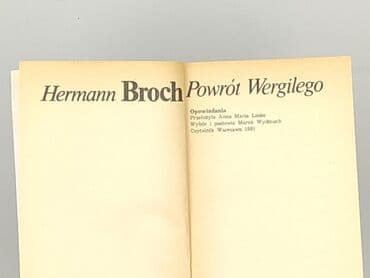 Hermann Broch Powrót Wergilego
Opowiadania
Przełożyła Anna Maria Linke
Wybór i posłowie Marek Wydmuch
Czytelnik Warszawa 1981